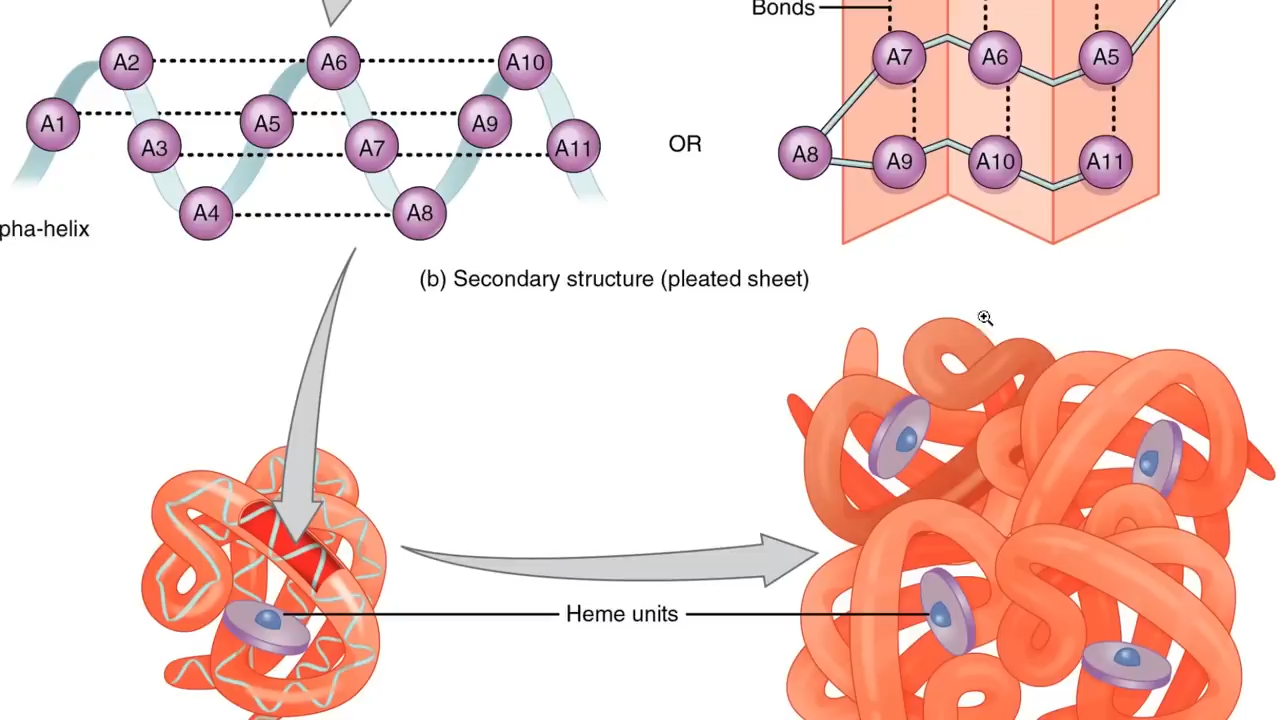 Bonds
A2
A6
A10
A1
A5
A9
A3
A7
A11
A4
A8
pha-helix
OR
A7
A6
A5
A8
A9
A10
A11
(b) Secondary structure (pleated sheet)
Heme units